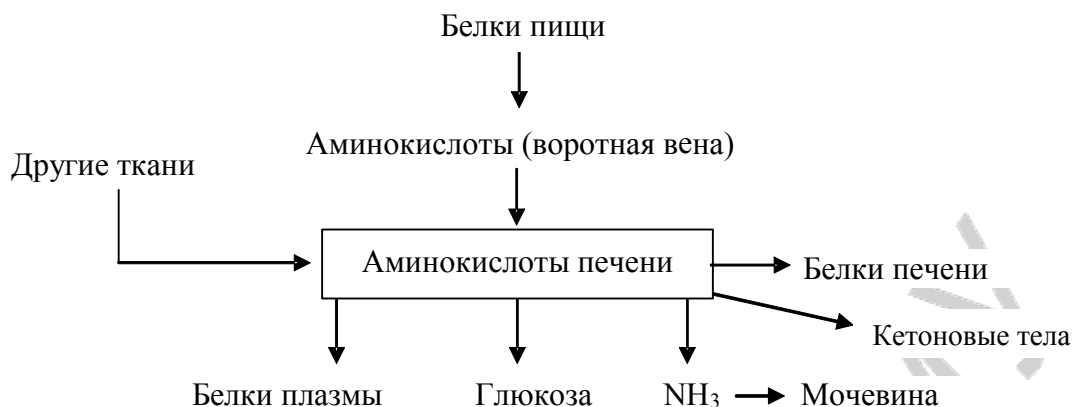 Белки пищи
Аминокислоты (воротная вена)
Другие ткани
Аминокислоты печени
Белки печени
Кетоновые тела
Белки плазмы
Глюкоза
NH₃
Мочевина